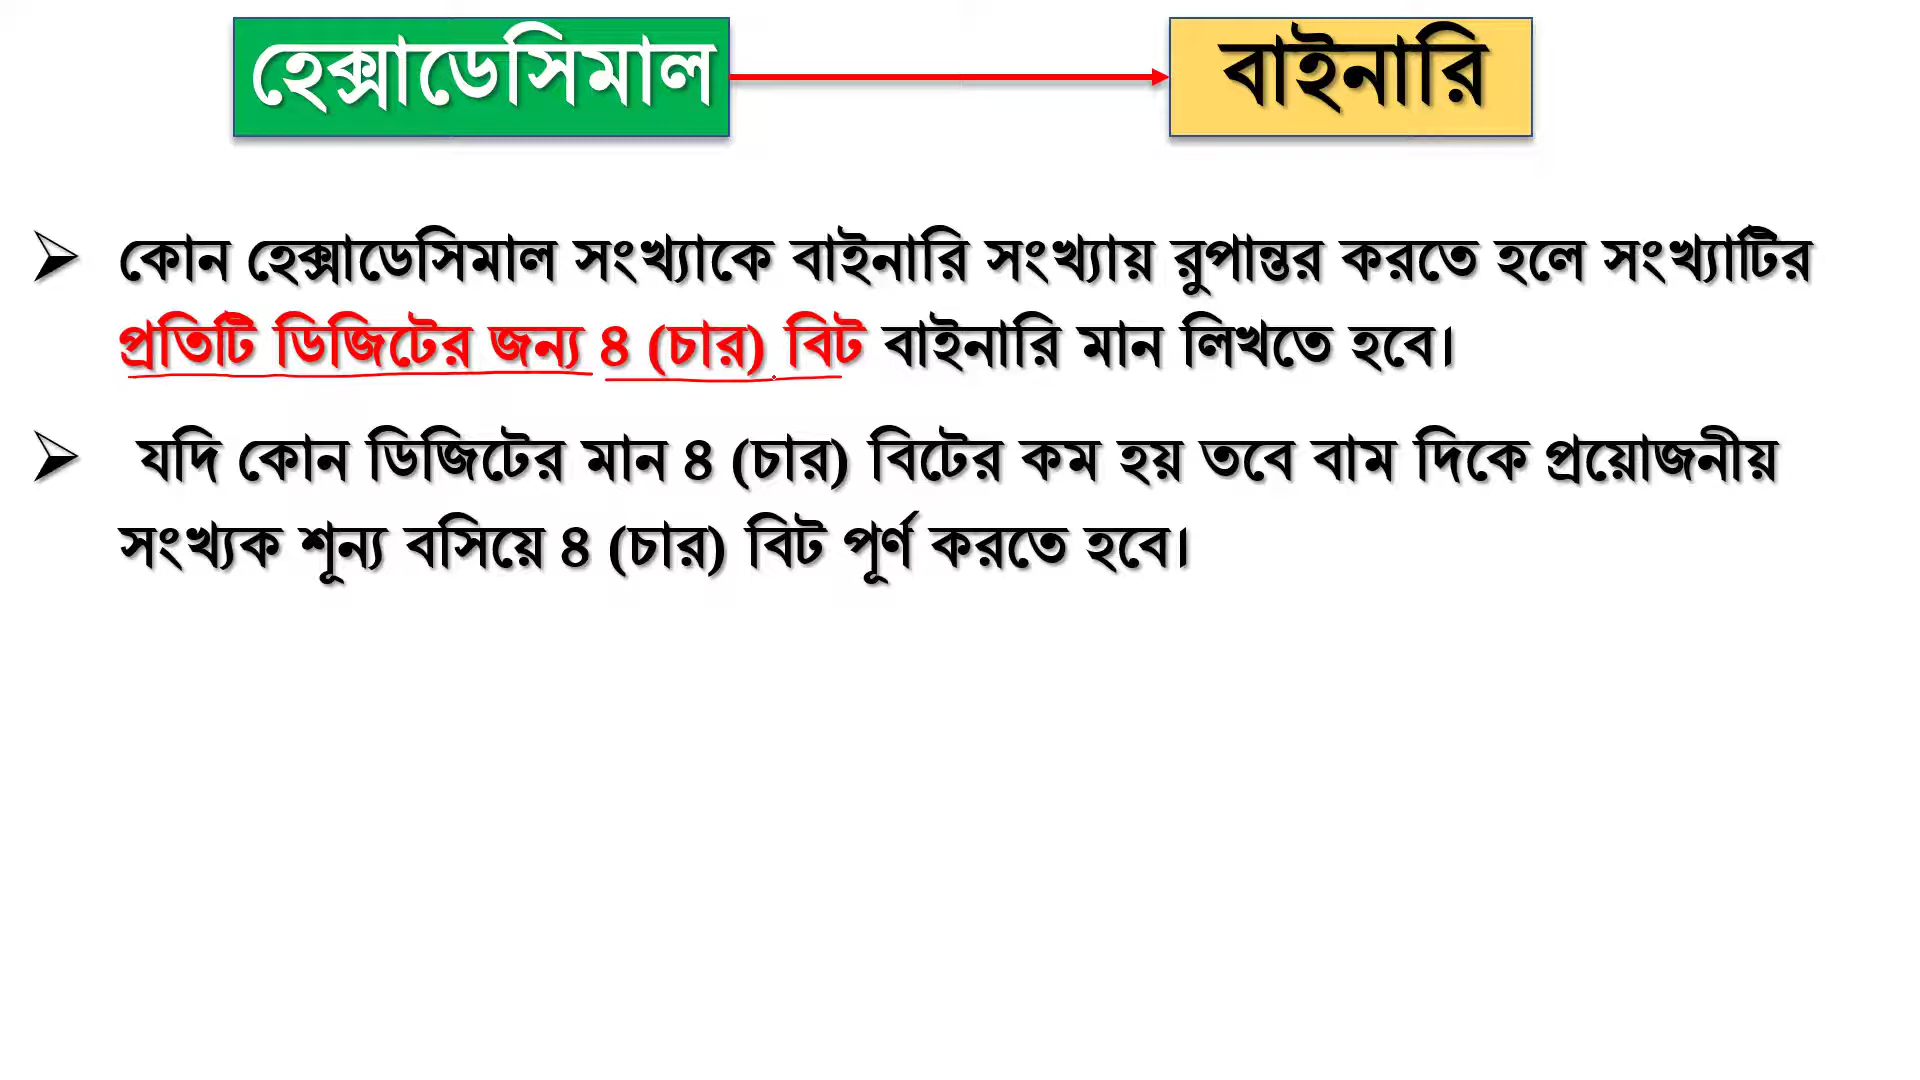 হেক্সাডেসিমাল
বাইনারি
কোন হেক্সাডেসিমাল সংখ্যাকে বাইনারি সংখ্যায় রুপান্তর করতে হলে সংখ্যাটির
প্রতিটি ডিজিটের জন্য ৪ (চার) বিট বাইনারি মান লিখতে হবে।
যদি কোন ডিজিটের মান ৪ (চার) বিটের কম হয় তবে বাম দিকে প্রয়োজনীয়
সংখ্যক শূন্য বসিয়ে ৪ (চার) বিট পূর্ণ করতে হবে।